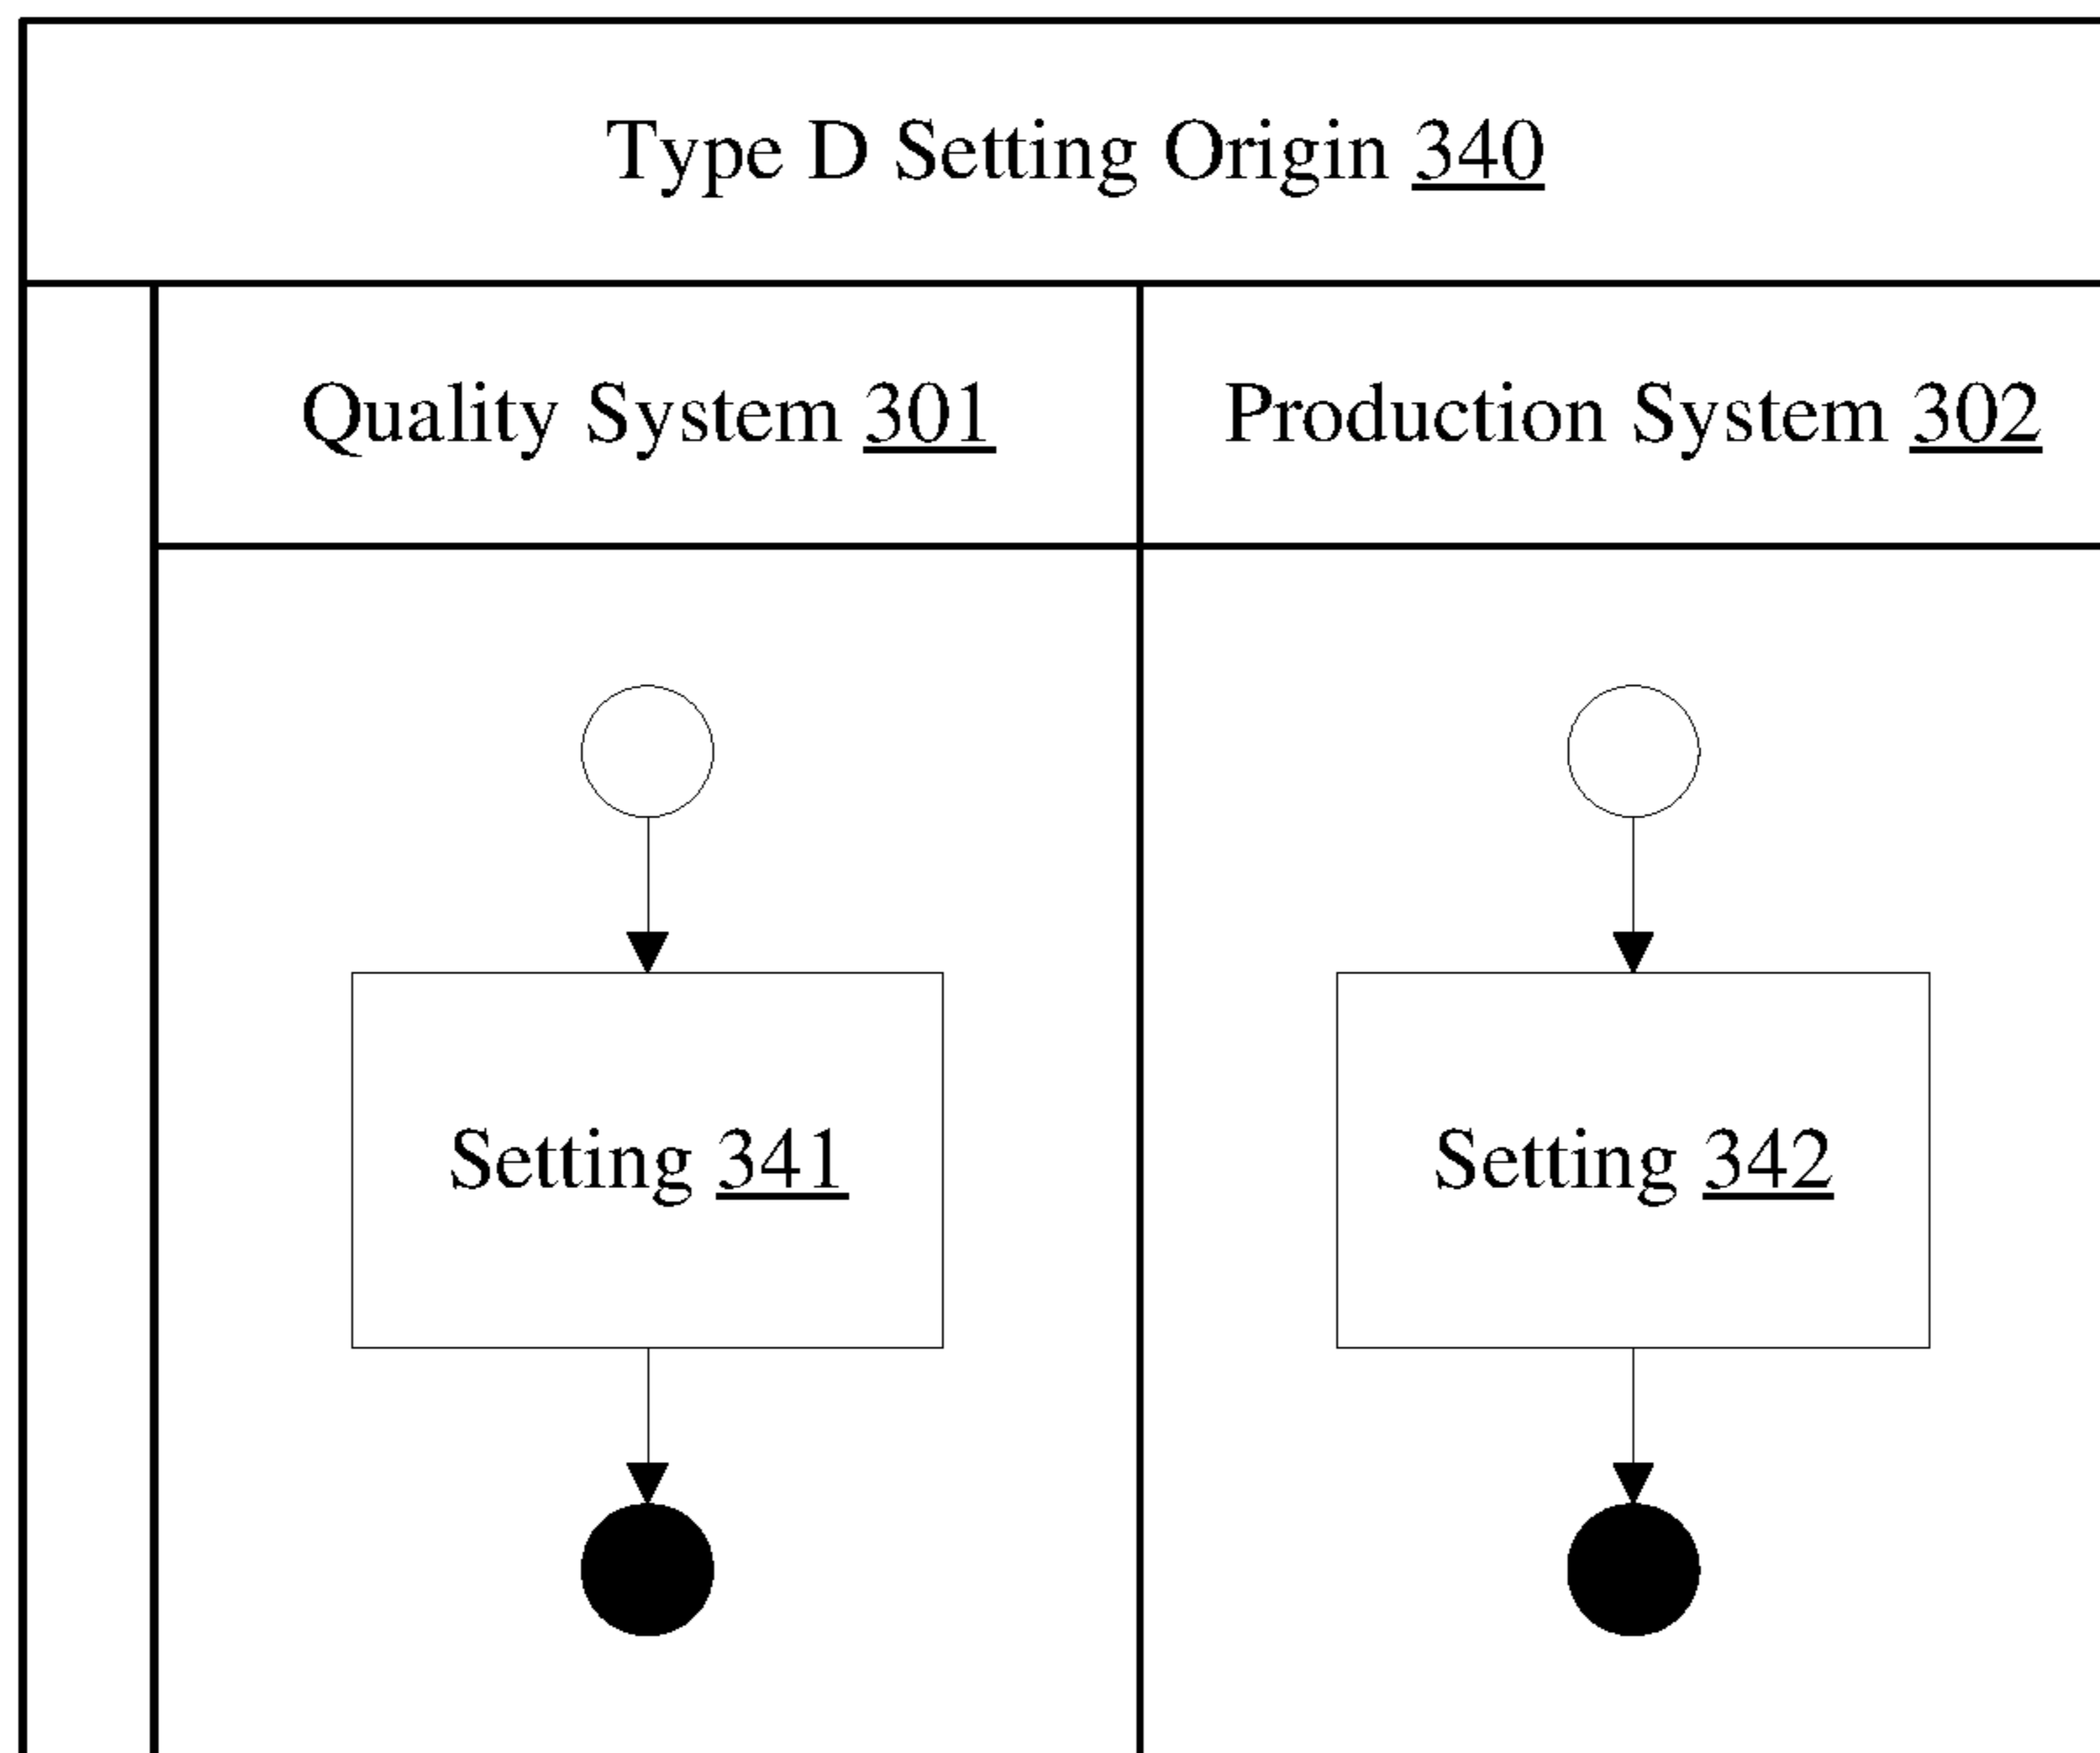 Type D Setting Origin 340
Quality System 301
Production System 302
Setting 341
Setting 342